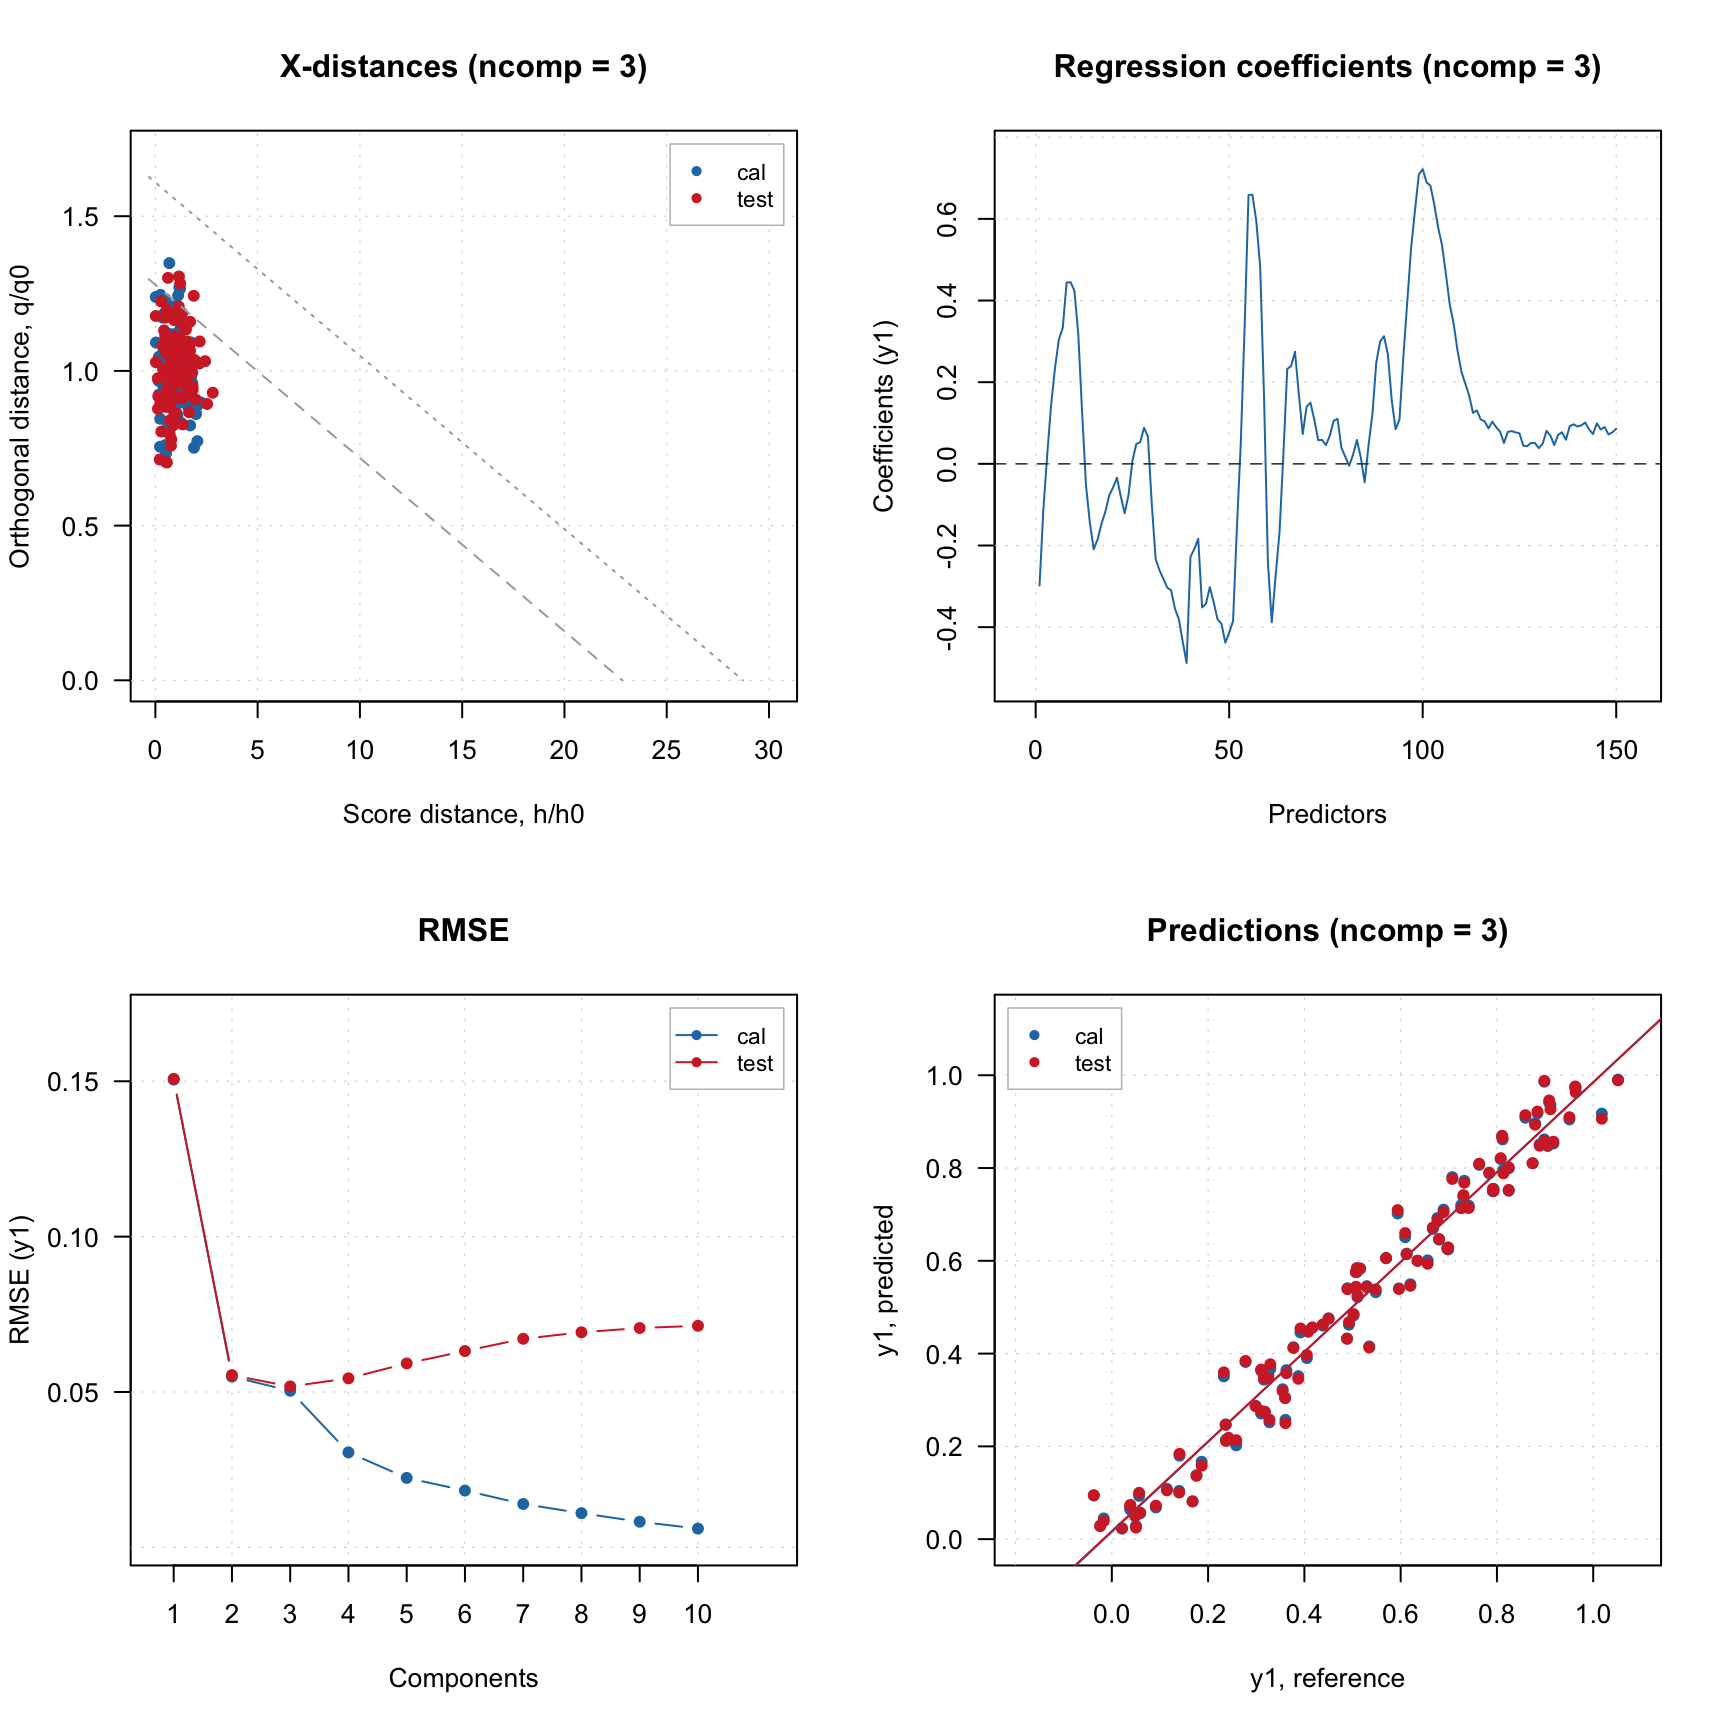 X-distances (ncomp = 3)
cal
test
Orthogonal distance, q/q0
1.5
1.0
0.5
0.0
0 5 10 15 20 25 30
Score distance, h/h0
Regression coefficients (ncomp = 3)
Coefficients (y1)
0.6
0.4
0.2
0.0
-0.2
-0.4
0 50 100 150
Predictors
RMSE
cal
test
RMSE (y1)
0.15
0.10
0.05
1 2 3 4 5 6 7 8 9 10
Components
Predictions (ncomp = 3)
cal
test
y1, predicted
1.0
0.8
0.6
0.4
0.2
0.0
0.0 0.2 0.4 0.6 0.8 1.0
y1, reference